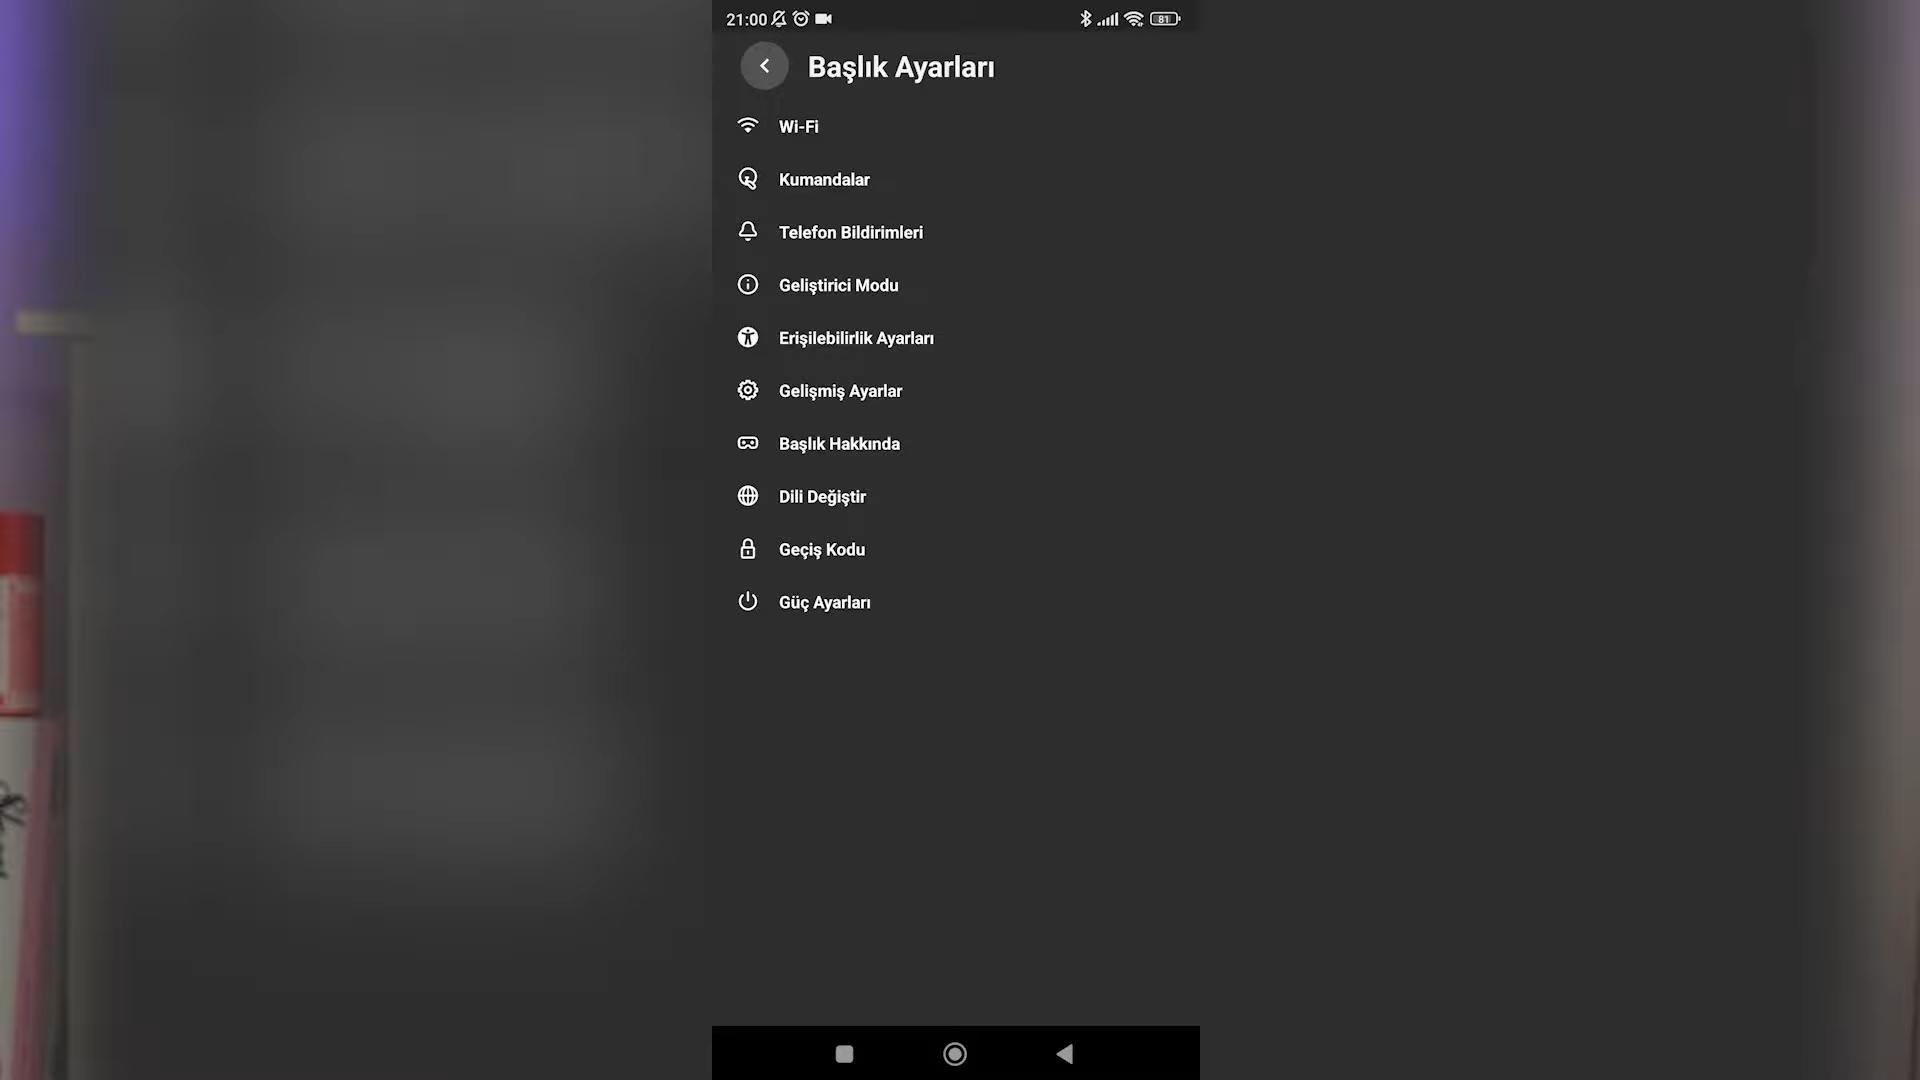 21:00
81
Başlık Ayarları
Wi-Fi
Kumandalar
Telefon Bildirimleri
Geliştirici Modu
Erişilebilirlik Ayarları
Gelişmiş Ayarlar
Başlık Hakkında
Dili Değiştir
Geçiş Kodu
Güç Ayarları